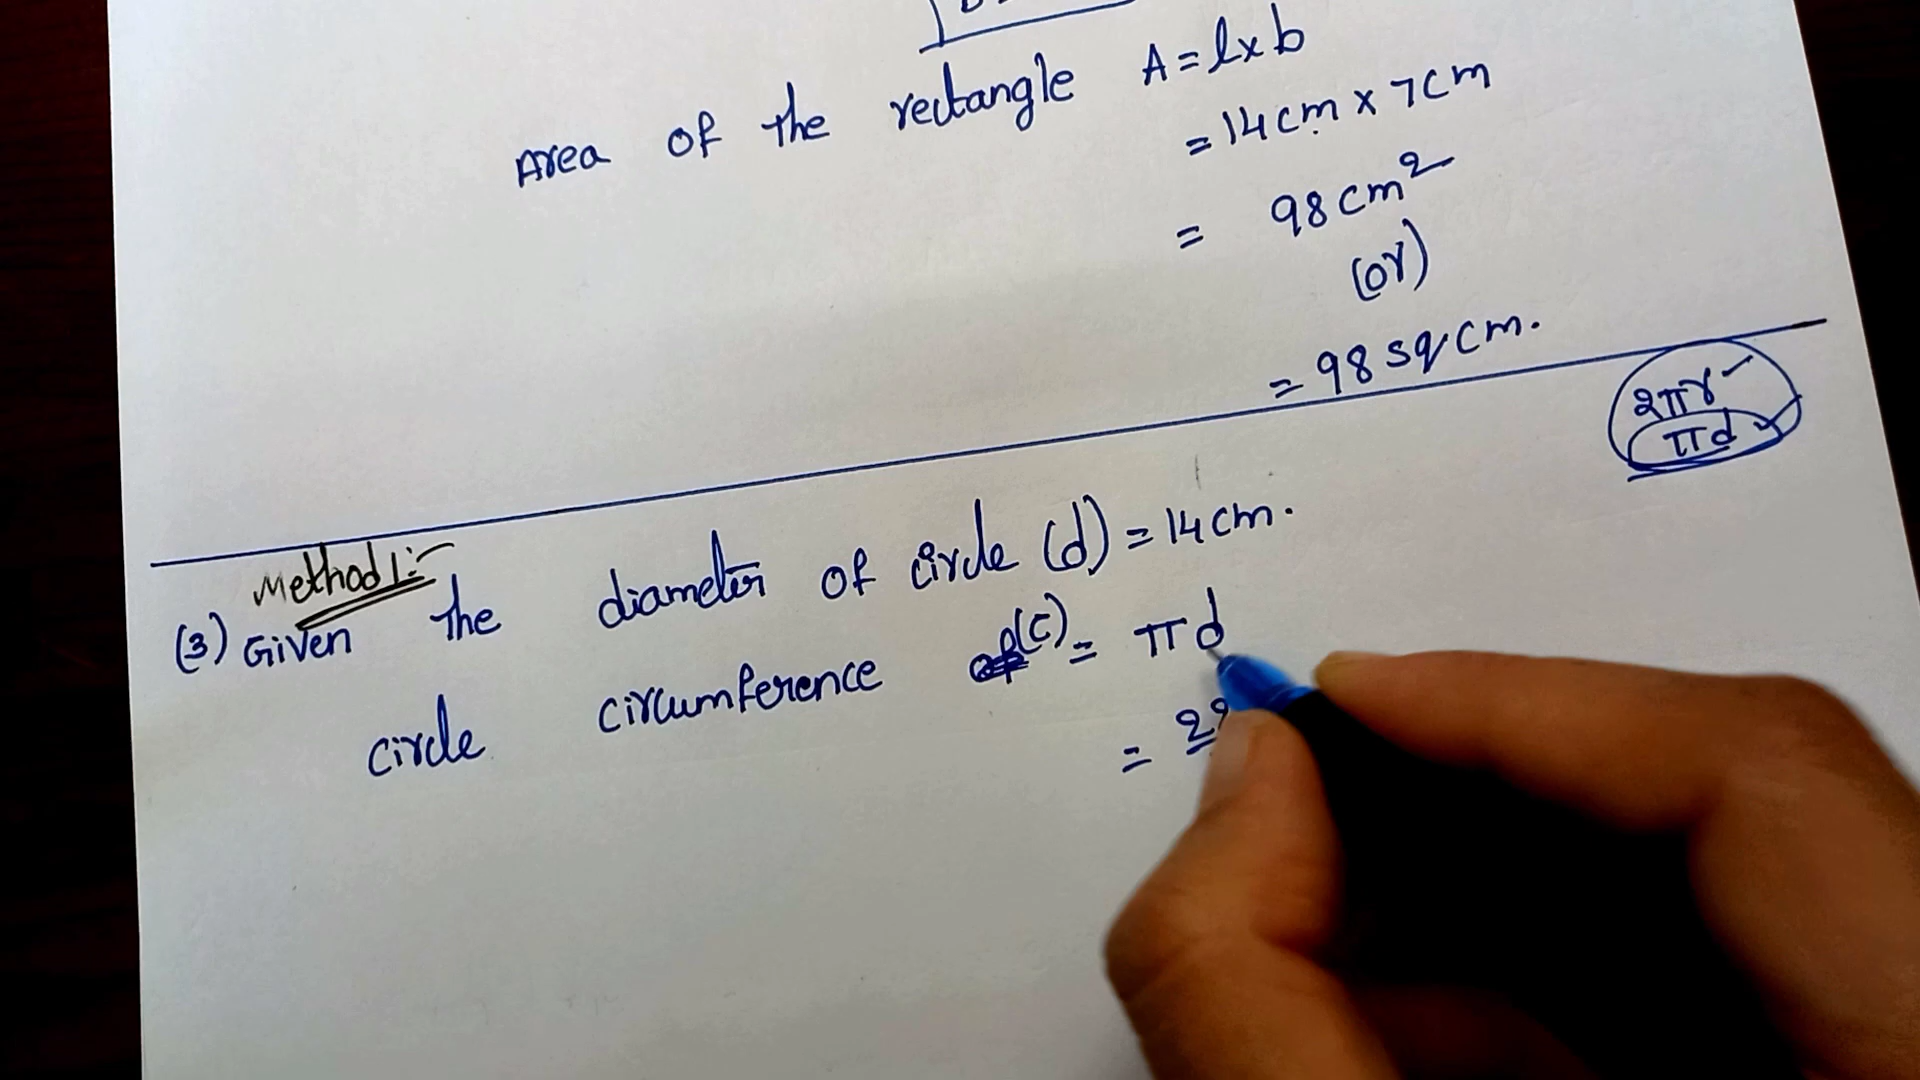 Area of the rectangle A = l x b
= 14 cm x 7 cm
= 98 cm²
(or)
= 98 sq cm.
2πr
πd
Method 1:-
(3) Given the diameter of circle (d) = 14 cm.
circle circumference (c) = πd
= 22